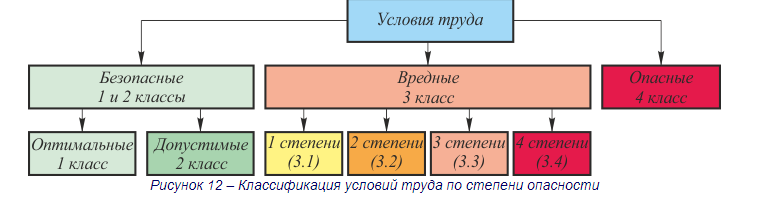 Условия труда
Безопасные
1 и 2 классы
Вредные
3 класс
Опасные
4 класс
Оптимальные
1 класс
Допустимые
2 класс
1 степени
(3.1)
2 степени
(3.2)
3 степени
(3.3)
4 степени
(3.4)
Рисунок 12 – Классификация условий труда по степени опасности